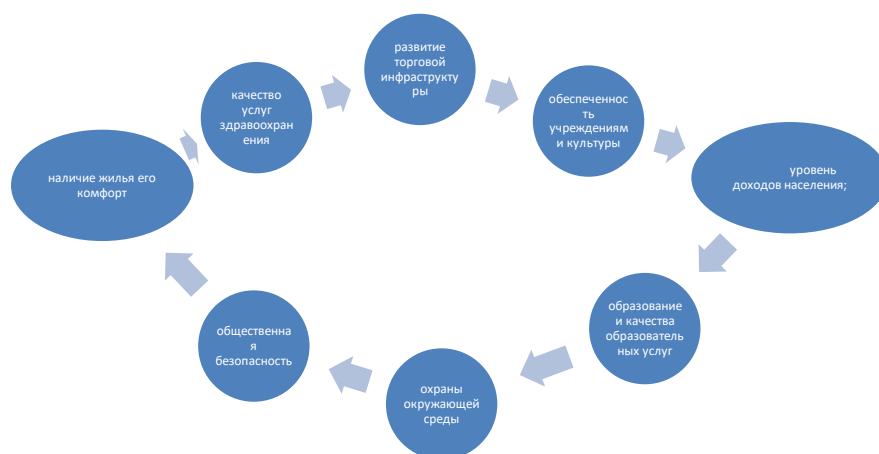 развитие
торговой
инфраструкту
ры
качество
услуг
здравоохран
ения
обеспеченнос
ть
учреждениям
и культуры
наличие жилья его
комфорт
уровень
доходов населения;
образование
и качества
образователь
ных услуг
общественна
я
безопасность
охраны
окружающей
среды